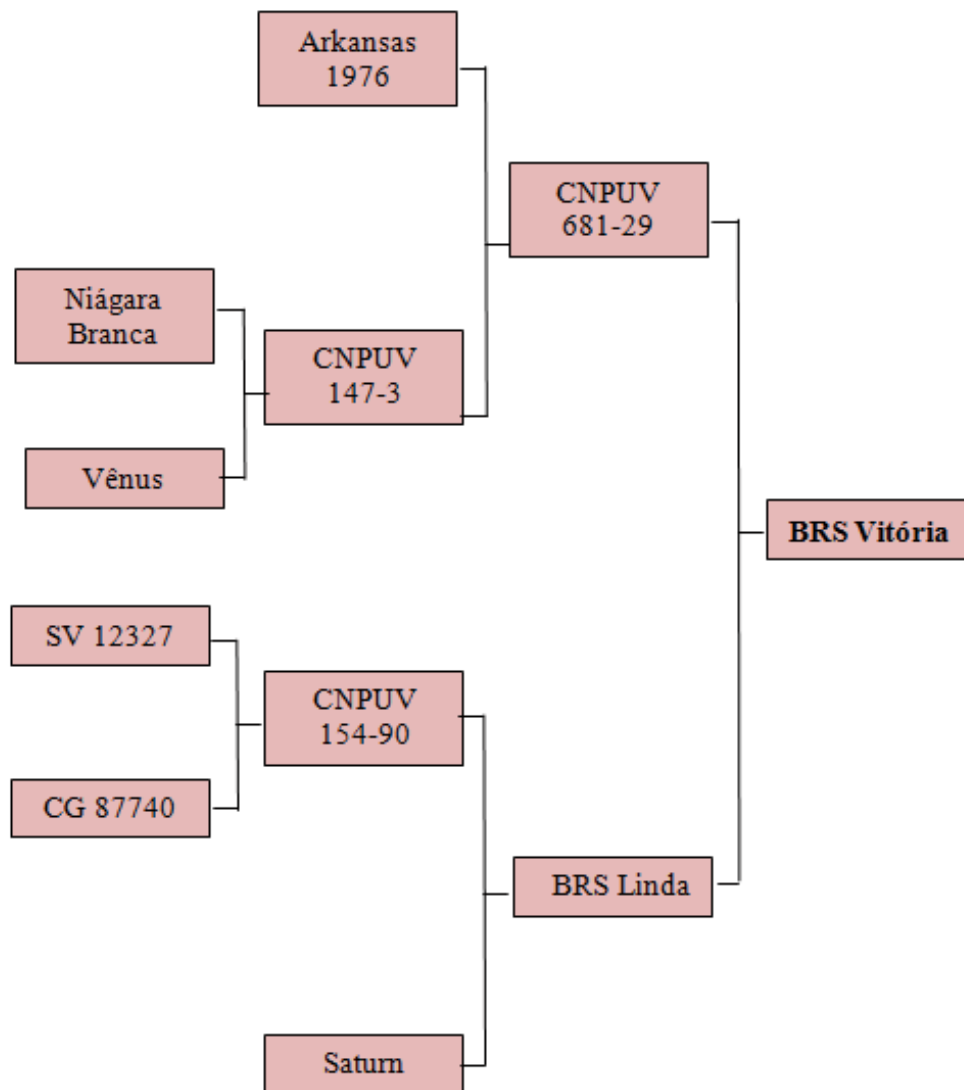 Arkansas
1976
CNPUV
681-29
Niágara
Branca
CNPUV
147-3
Vênus
BRS Vitória
SV 12327
CNPUV
154-90
CG 87740
BRS Linda
Saturn